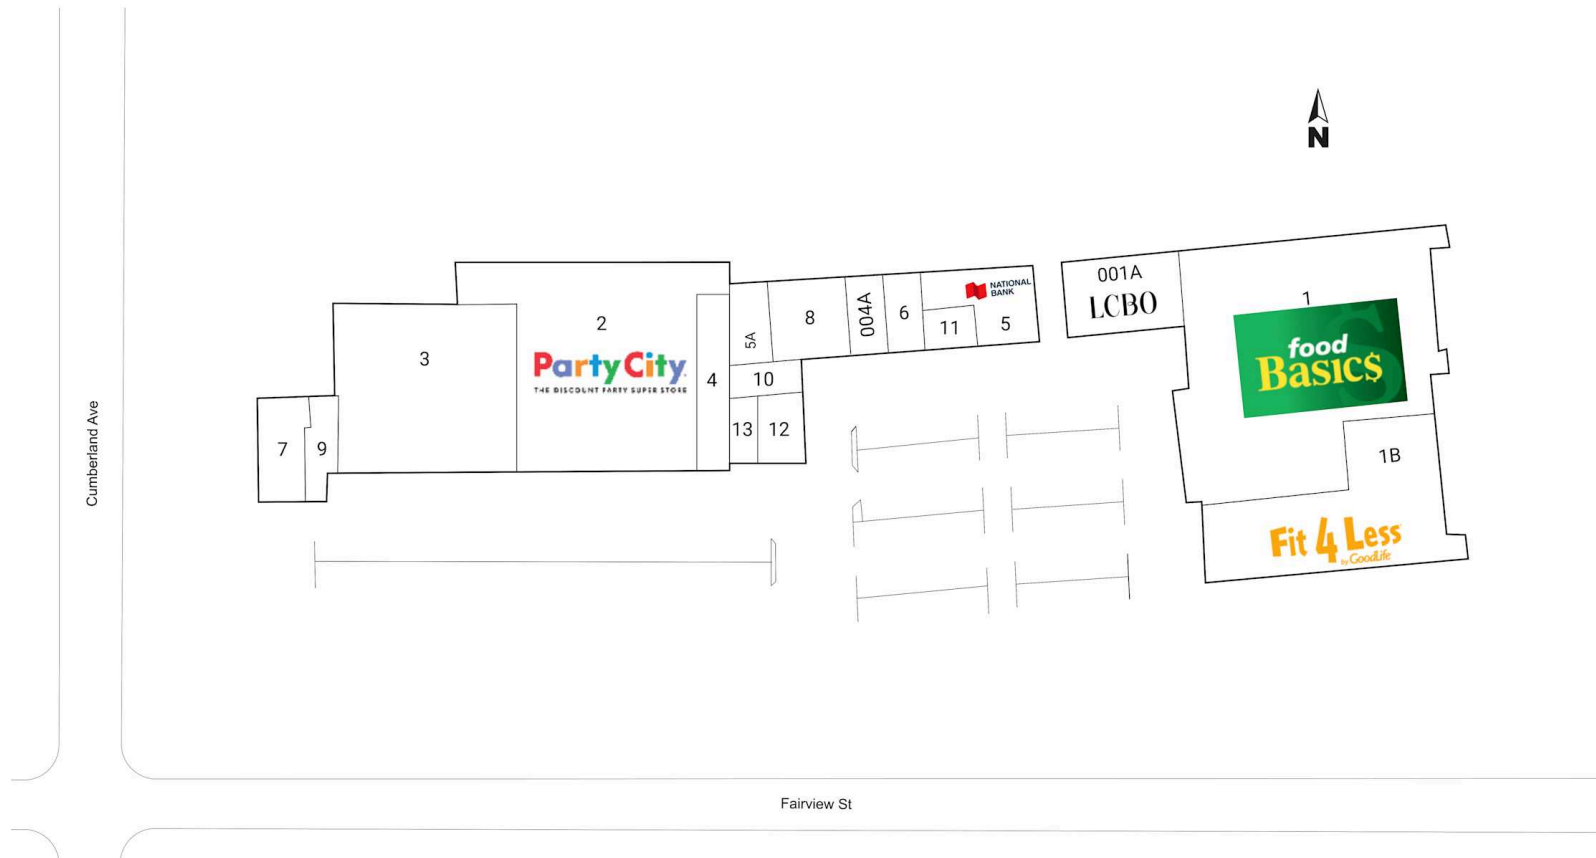 N
Cumberland Ave
Fairview St
7
9
3
2
Party City
THE DISCOUNT PARTY SUPER STORE
4
5A
8
004A
6
NATIONAL
BANK
11
5
10
13
12
001A
LCBO
1
food
Basic$
1B
Fit 4 Less
by GoodLife